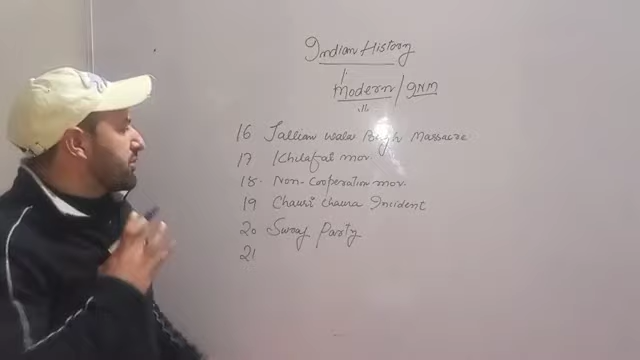 Indian History
Modern / INM
16 Jallian wala Bagh Massacre
17 Khilafat mov.
18. Non-Cooperation mov.
19 Chauri Chaura Incident
20 Swraj Party
21